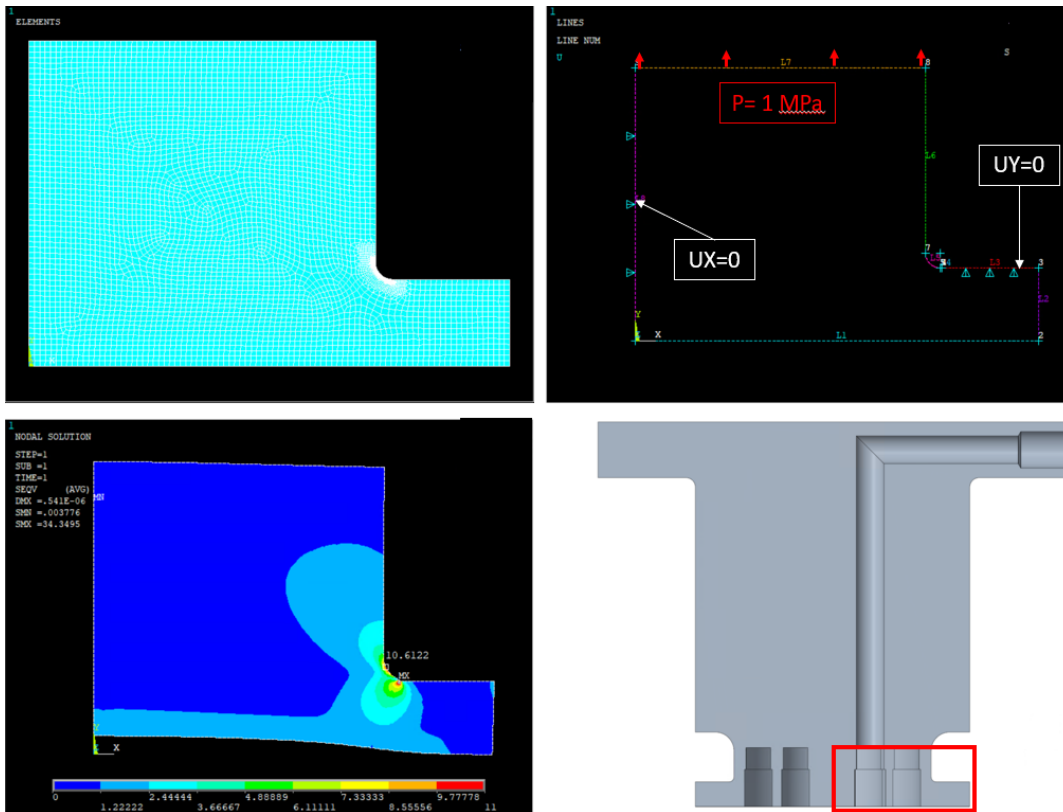 1
ELEMENTS
1
LINES
LINE NUM
U
S
L7
8
P= 1 MPa
L6
UY=0
UX=0
7
L3
3
L2
Y
X
L1
2
1
NODAL SOLUTION
STEP=1
SUB =1
TIME=1
SEQV (AVG)
DMX =.541E-06
SMN =.003776
SMX =34.3495
MN
10.6122
MX
Y
X
0
2.44444
4.88889
7.33333
9.77778
1.22222
3.66667
6.11111
8.55556
11